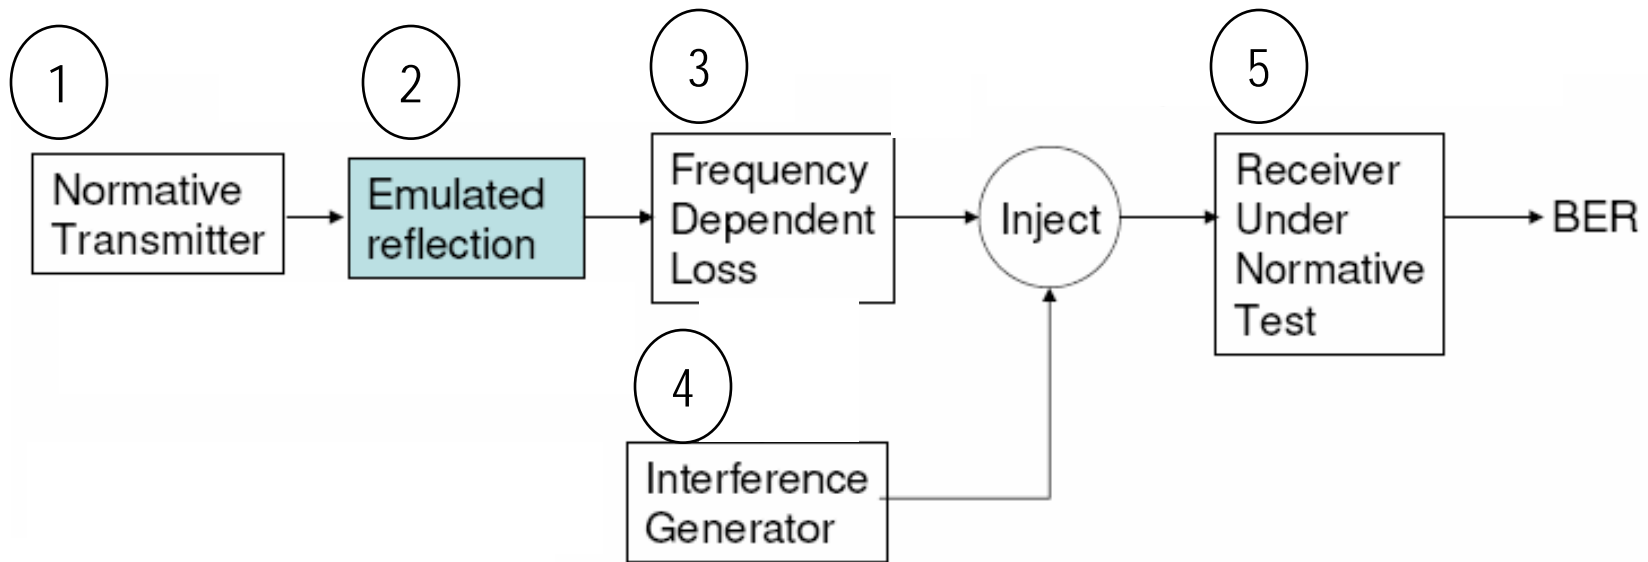 1
2
3
5
Normative
Transmitter
Emulated
reflection
Frequency
Dependent
Loss
Inject
Receiver
Under
Normative
Test
BER
4
Interference
Generator